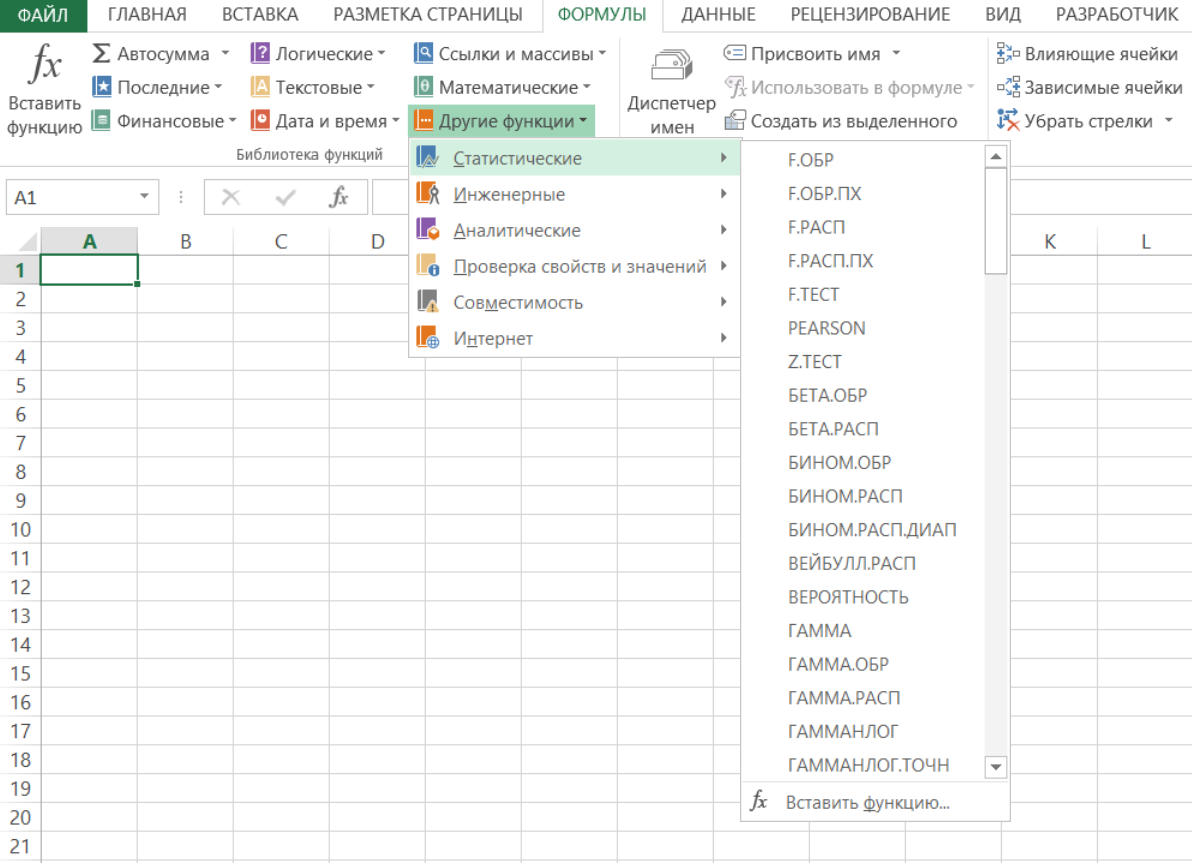 ФАЙЛ ГЛАВНАЯ ВСТАВКА РАЗМЕТКА СТРАНИЦЫ ФОРМУЛЫ ДАННЫЕ РЕЦЕНЗИРОВАНИЕ ВИД РАЗРАБОТЧИК
fx Вставить функцию
Σ Автосумма
Последние
Финансовые
? Логические
A Текстовые
Дата и время
Ссылки и массивы
θ Математические
Другие функции
Библиотека функций
Диспетчер имен
Присвоить имя
Использовать в формуле
Создать из выделенного
Влияющие ячейки
Зависимые ячейки
Убрать стрелки
A1 fx
Статистические
Инженерные
Аналитические
Проверка свойств и значений
Совместимость
Интернет
F.ОБР
F.ОБР.ПХ
F.РАСП
F.РАСП.ПХ
F.ТЕСТ
PEARSON
Z.ТЕСТ
БЕТА.ОБР
БЕТА.РАСП
БИНОМ.ОБР
БИНОМ.РАСП
БИНОМ.РАСП.ДИАП
ВЕЙБУЛЛ.РАСП
ВЕРОЯТНОСТЬ
ГАММА
ГАММА.ОБР
ГАММА.РАСП
ГАММАНЛОГ
ГАММАНЛОГ.ТОЧН
fx Вставить функцию...
A B C D K L
1
2
3
4
5
6
7
8
9
10
11
12
13
14
15
16
17
18
19
20
21